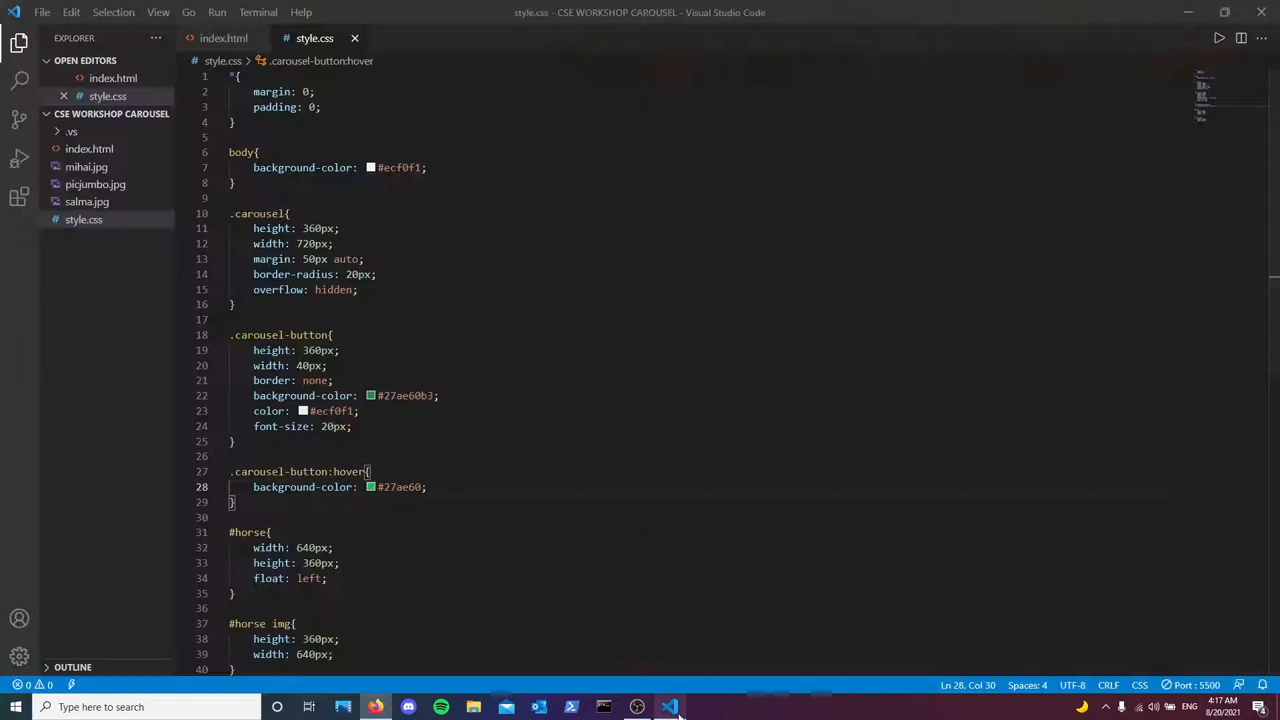 File Edit Selection View Go Run Terminal Help
style.css - CSE WORKSHOP CAROUSEL - Visual Studio Code
EXPLORER
index.html
style.css
OPEN EDITORS
index.html
style.css
CSE WORKSHOP CAROUSEL
.vs
index.html
mihai.jpg
picjumbo.jpg
salma.jpg
style.css
OUTLINE
# style.css > .carousel-button:hover
1 *{
2 margin: 0;
3 padding: 0;
4 }
5
6 body{
7 background-color: #ecf0f1;
8 }
9
10 .carousel{
11 height: 360px;
12 width: 720px;
13 margin: 50px auto;
14 border-radius: 20px;
15 overflow: hidden;
16 }
17
18 .carousel-button{
19 height: 360px;
20 width: 40px;
21 border: none;
22 background-color: #27ae60b3;
23 color: #ecf0f1;
24 font-size: 20px;
25 }
26
27 .carousel-button:hover{
28 background-color: #27ae60;
29 }
30
31 #horse{
32 width: 640px;
33 height: 360px;
34 float: left;
35 }
36
37 #horse img{
38 height: 360px;
39 width: 640px;
40 }
0 0 Ln 28, Col 30 Spaces: 4 UTF-8 CRLF CSS Port : 5500
Type here to search
ENG
4:17 AM
8/20/2021